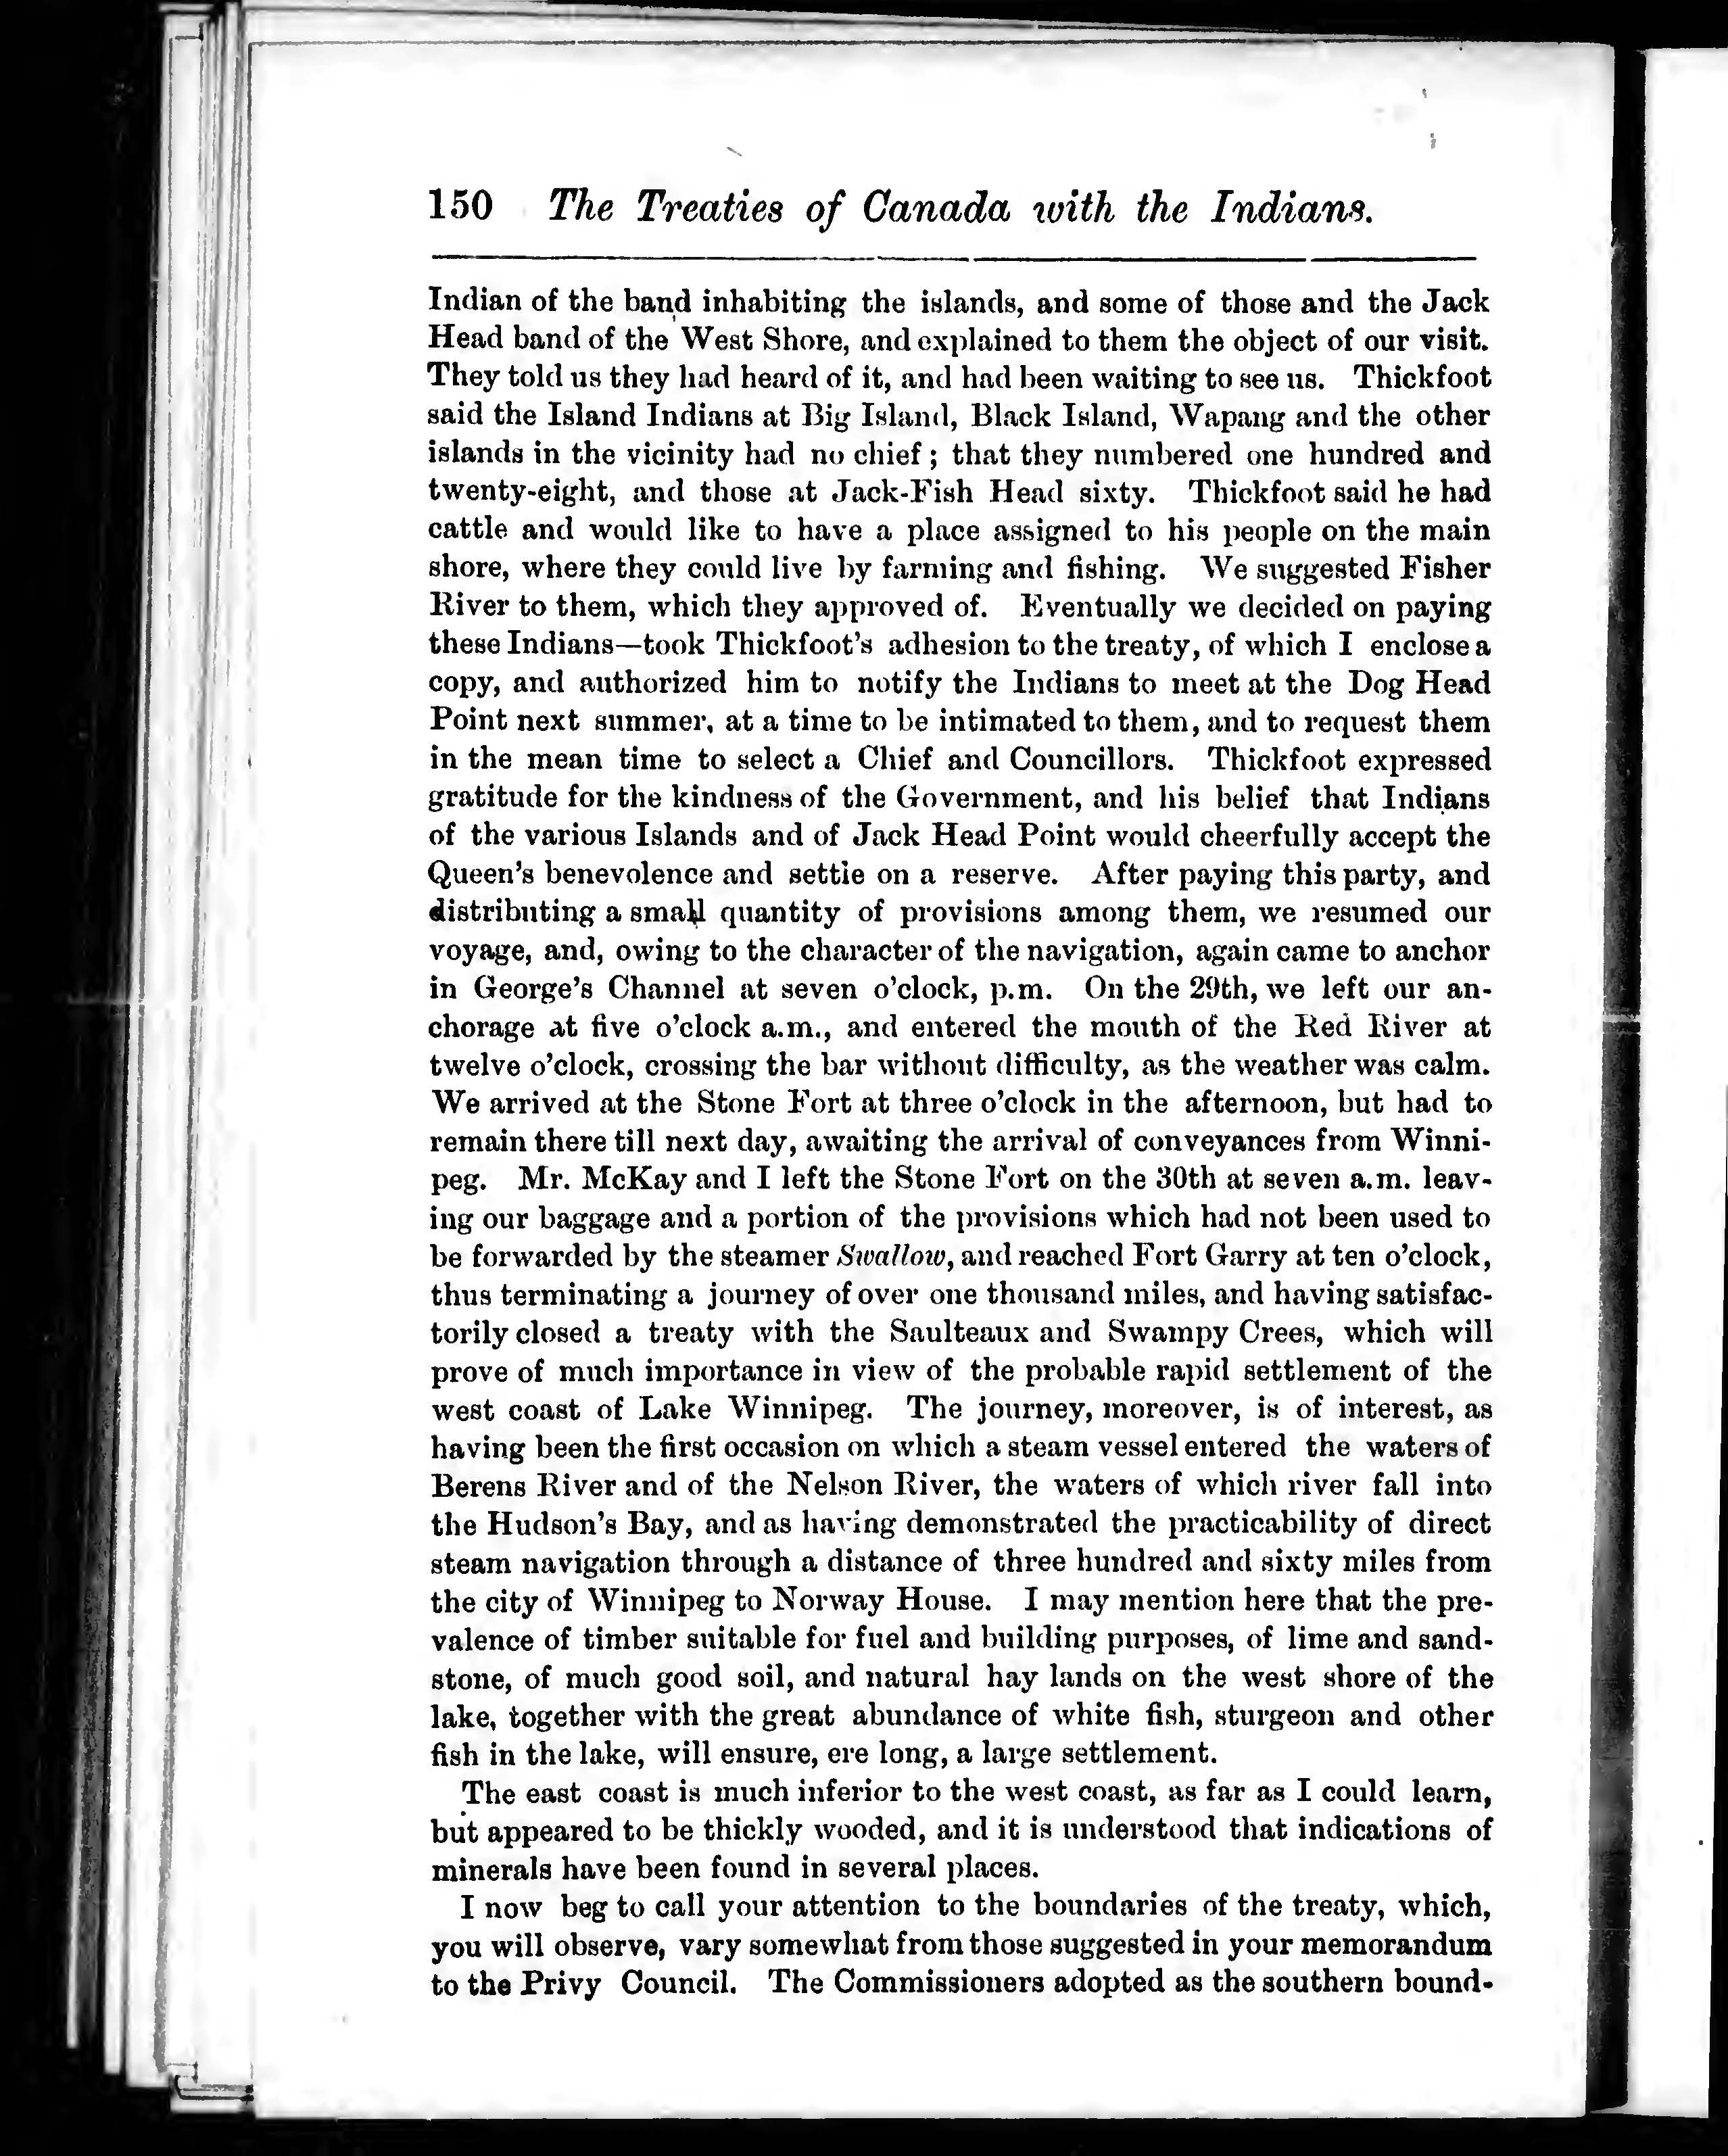 150 The Treaties of Canada with the Indians.
Indian of the band inhabiting the islands, and some of those and the Jack
Head band of the West Shore, and explained to them the object of our visit.
They told us they had heard of it, and had been waiting to see us. Thickfoot
said the Island Indians at Big Island, Black Island, Wapang and the other
islands in the vicinity had no chief ; that they numbered one hundred and
twenty-eight, and those at Jack-Fish Head sixty. Thickfoot said he had
cattle and would like to have a place assigned to his people on the main
shore, where they could live by farming and fishing. We suggested Fisher
River to them, which they approved of. Eventually we decided on paying
these Indians—took Thickfoot's adhesion to the treaty, of which I enclose a
copy, and authorized him to notify the Indians to meet at the Dog Head
Point next summer, at a time to be intimated to them, and to request them
in the mean time to select a Chief and Councillors. Thickfoot expressed
gratitude for the kindness of the Government, and his belief that Indians
of the various Islands and of Jack Head Point would cheerfully accept the
Queen's benevolence and settle on a reserve. After paying this party, and
distributing a small quantity of provisions among them, we resumed our
voyage, and, owing to the character of the navigation, again came to anchor
in George's Channel at seven o'clock, p.m. On the 29th, we left our an-
chorage at five o'clock a.m., and entered the mouth of the Red River at
twelve o'clock, crossing the bar without difficulty, as the weather was calm.
We arrived at the Stone Fort at three o'clock in the afternoon, but had to
remain there till next day, awaiting the arrival of conveyances from Winni-
peg. Mr. McKay and I left the Stone Fort on the 30th at seven a.m. leav-
ing our baggage and a portion of the provisions which had not been used to
be forwarded by the steamer Swallow, and reached Fort Garry at ten o'clock,
thus terminating a journey of over one thousand miles, and having satisfac-
torily closed a treaty with the Saulteaux and Swampy Crees, which will
prove of much importance in view of the probable rapid settlement of the
west coast of Lake Winnipeg. The journey, moreover, is of interest, as
having been the first occasion on which a steam vessel entered the waters of
Berens River and of the Nelson River, the waters of which river fall into
the Hudson's Bay, and as having demonstrated the practicability of direct
steam navigation through a distance of three hundred and sixty miles from
the city of Winnipeg to Norway House. I may mention here that the pre-
valence of timber suitable for fuel and building purposes, of lime and sand-
stone, of much good soil, and natural hay lands on the west shore of the
lake, together with the great abundance of white fish, sturgeon and other
fish in the lake, will ensure, ere long, a large settlement.
The east coast is much inferior to the west coast, as far as I could learn,
but appeared to be thickly wooded, and it is understood that indications of
minerals have been found in several places.
I now beg to call your attention to the boundaries of the treaty, which,
you will observe, vary somewhat from those suggested in your memorandum
to the Privy Council. The Commissioners adopted as the southern bound-